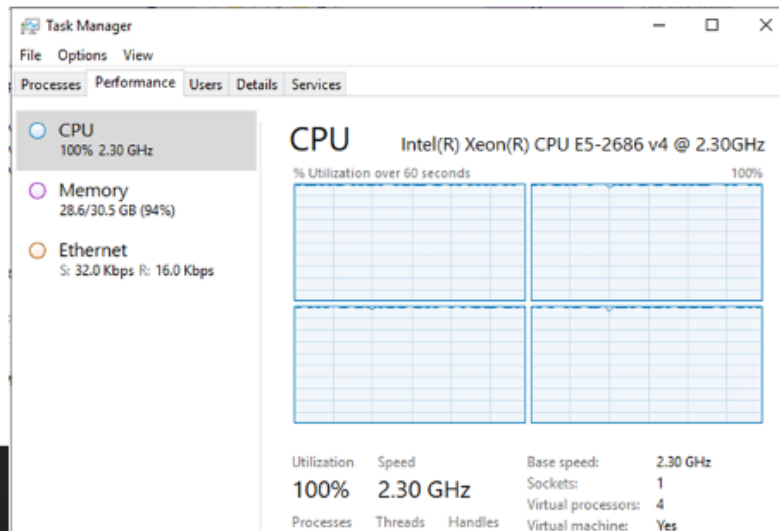 Task Manager
File Options View
Processes Performance Users Details Services
CPU
100% 2.30 GHz
Memory
28.6/30.5 GB (94%)
Ethernet
S: 32.0 Kbps R: 16.0 Kbps
CPU Intel(R) Xeon(R) CPU E5-2686 v4 @ 2.30GHz
% Utilization over 60 seconds 100%
Utilization Speed
100% 2.30 GHz
Processes Threads Handles
Base speed: 2.30 GHz
Sockets: 1
Virtual processors: 4
Virtual machine: Yes